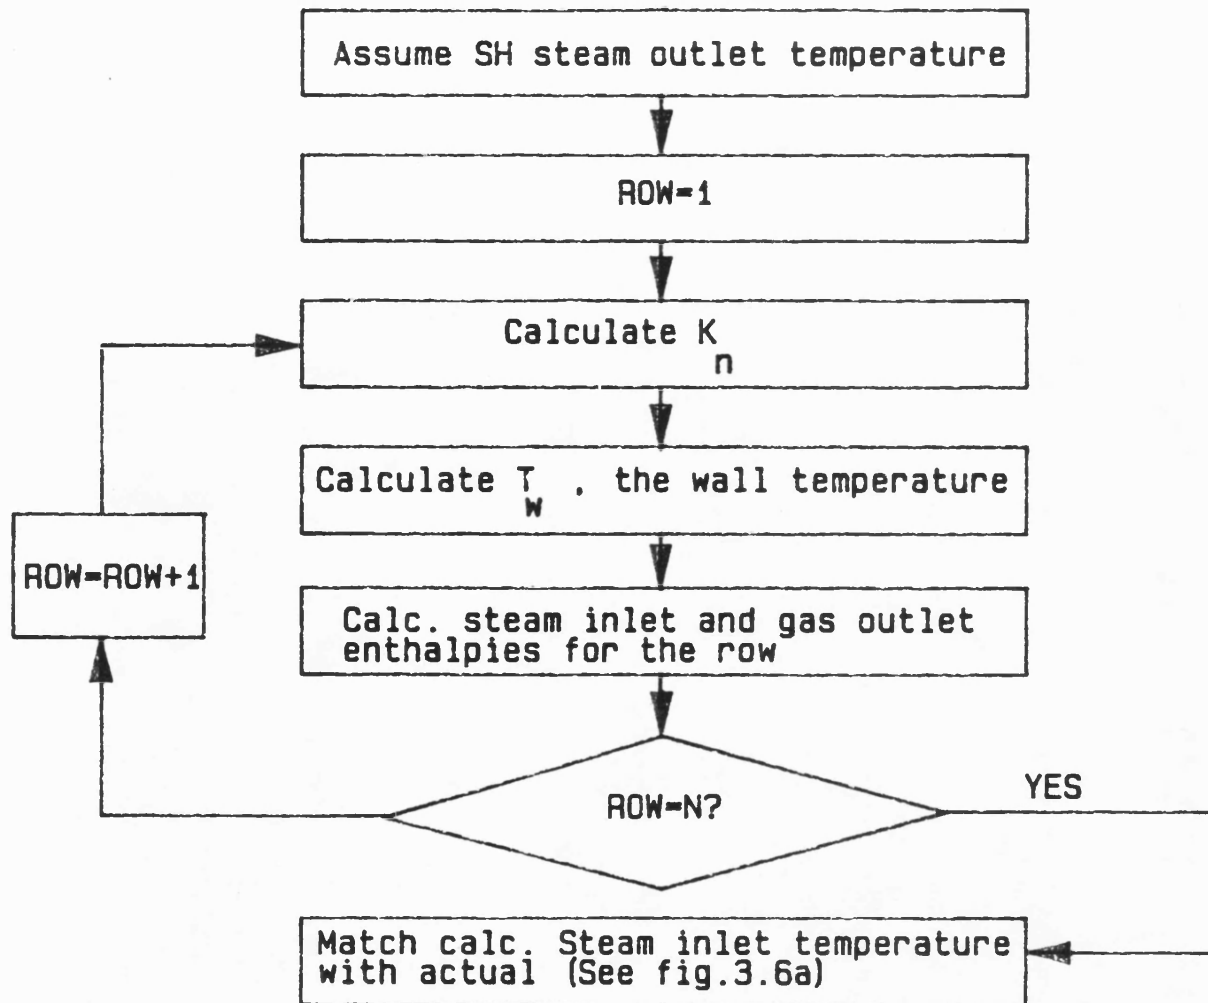 Assume SH steam outlet temperature
ROW=1
Calculate K
n
Calculate T , the wall temperature
w
ROW=ROW+1
Calc. steam inlet and gas outlet
enthalpies for the row
ROW=N?
YES
Match calc. Steam inlet temperature
with actual (See fig.3.6a)